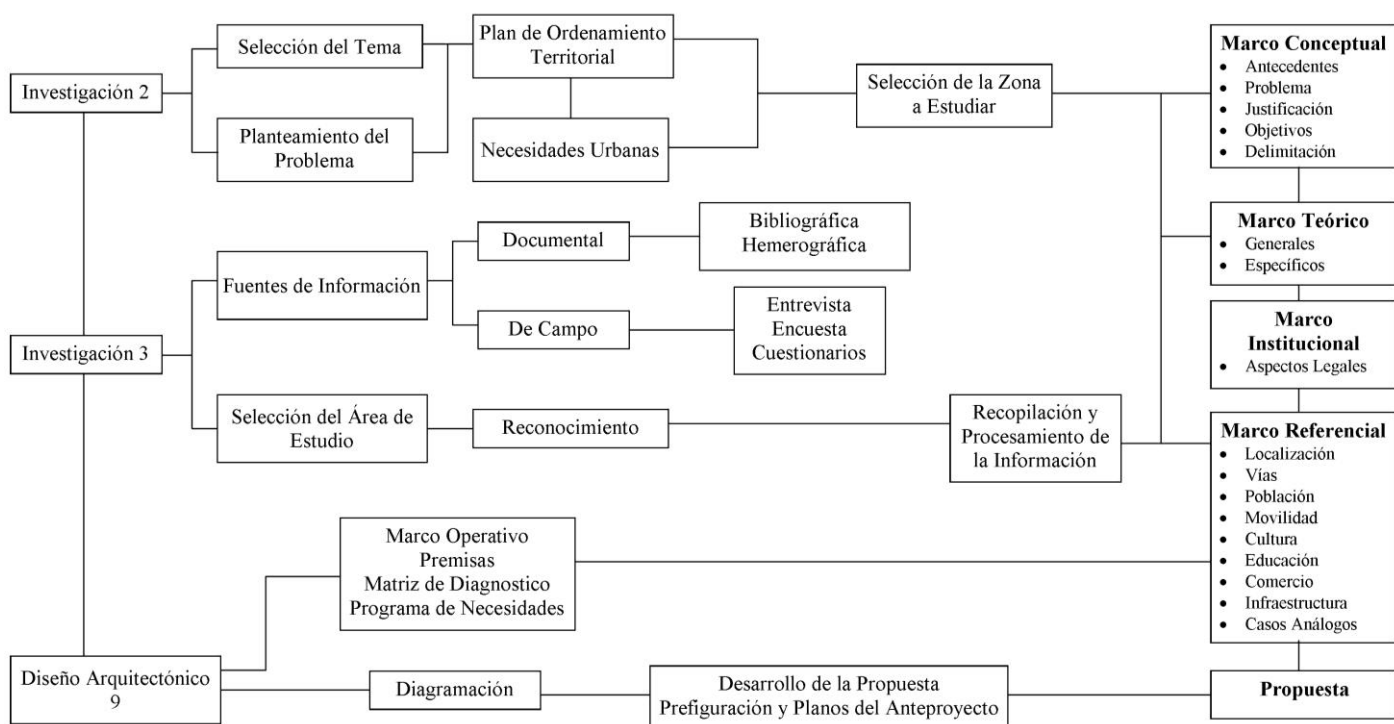 Investigación 2
Selección del Tema
Planteamiento del
Problema
Plan de Ordenamiento
Territorial
Necesidades Urbanas
Selección de la Zona
a Estudiar
Marco Conceptual
• Antecedentes
• Problema
• Justificación
• Objetivos
• Delimitación
Investigación 3
Fuentes de Información
Documental
Bibliográfica
Hemerográfica
De Campo
Entrevista
Encuesta
Cuestionarios
Marco Teórico
• Generales
• Específicos
Marco
Institucional
• Aspectos Legales
Selección del Área de
Estudio
Reconocimiento
Recopilación y
Procesamiento de
la Información
Marco Referencial
• Localización
• Vías
• Población
• Movilidad
• Cultura
• Educación
• Comercio
• Infraestructura
• Casos Análogos
Marco Operativo
Premisas
Matriz de Diagnostico
Programa de Necesidades
Diseño Arquitectónico
9
Diagramación
Desarrollo de la Propuesta
Prefiguración y Planos del Anteproyecto
Propuesta